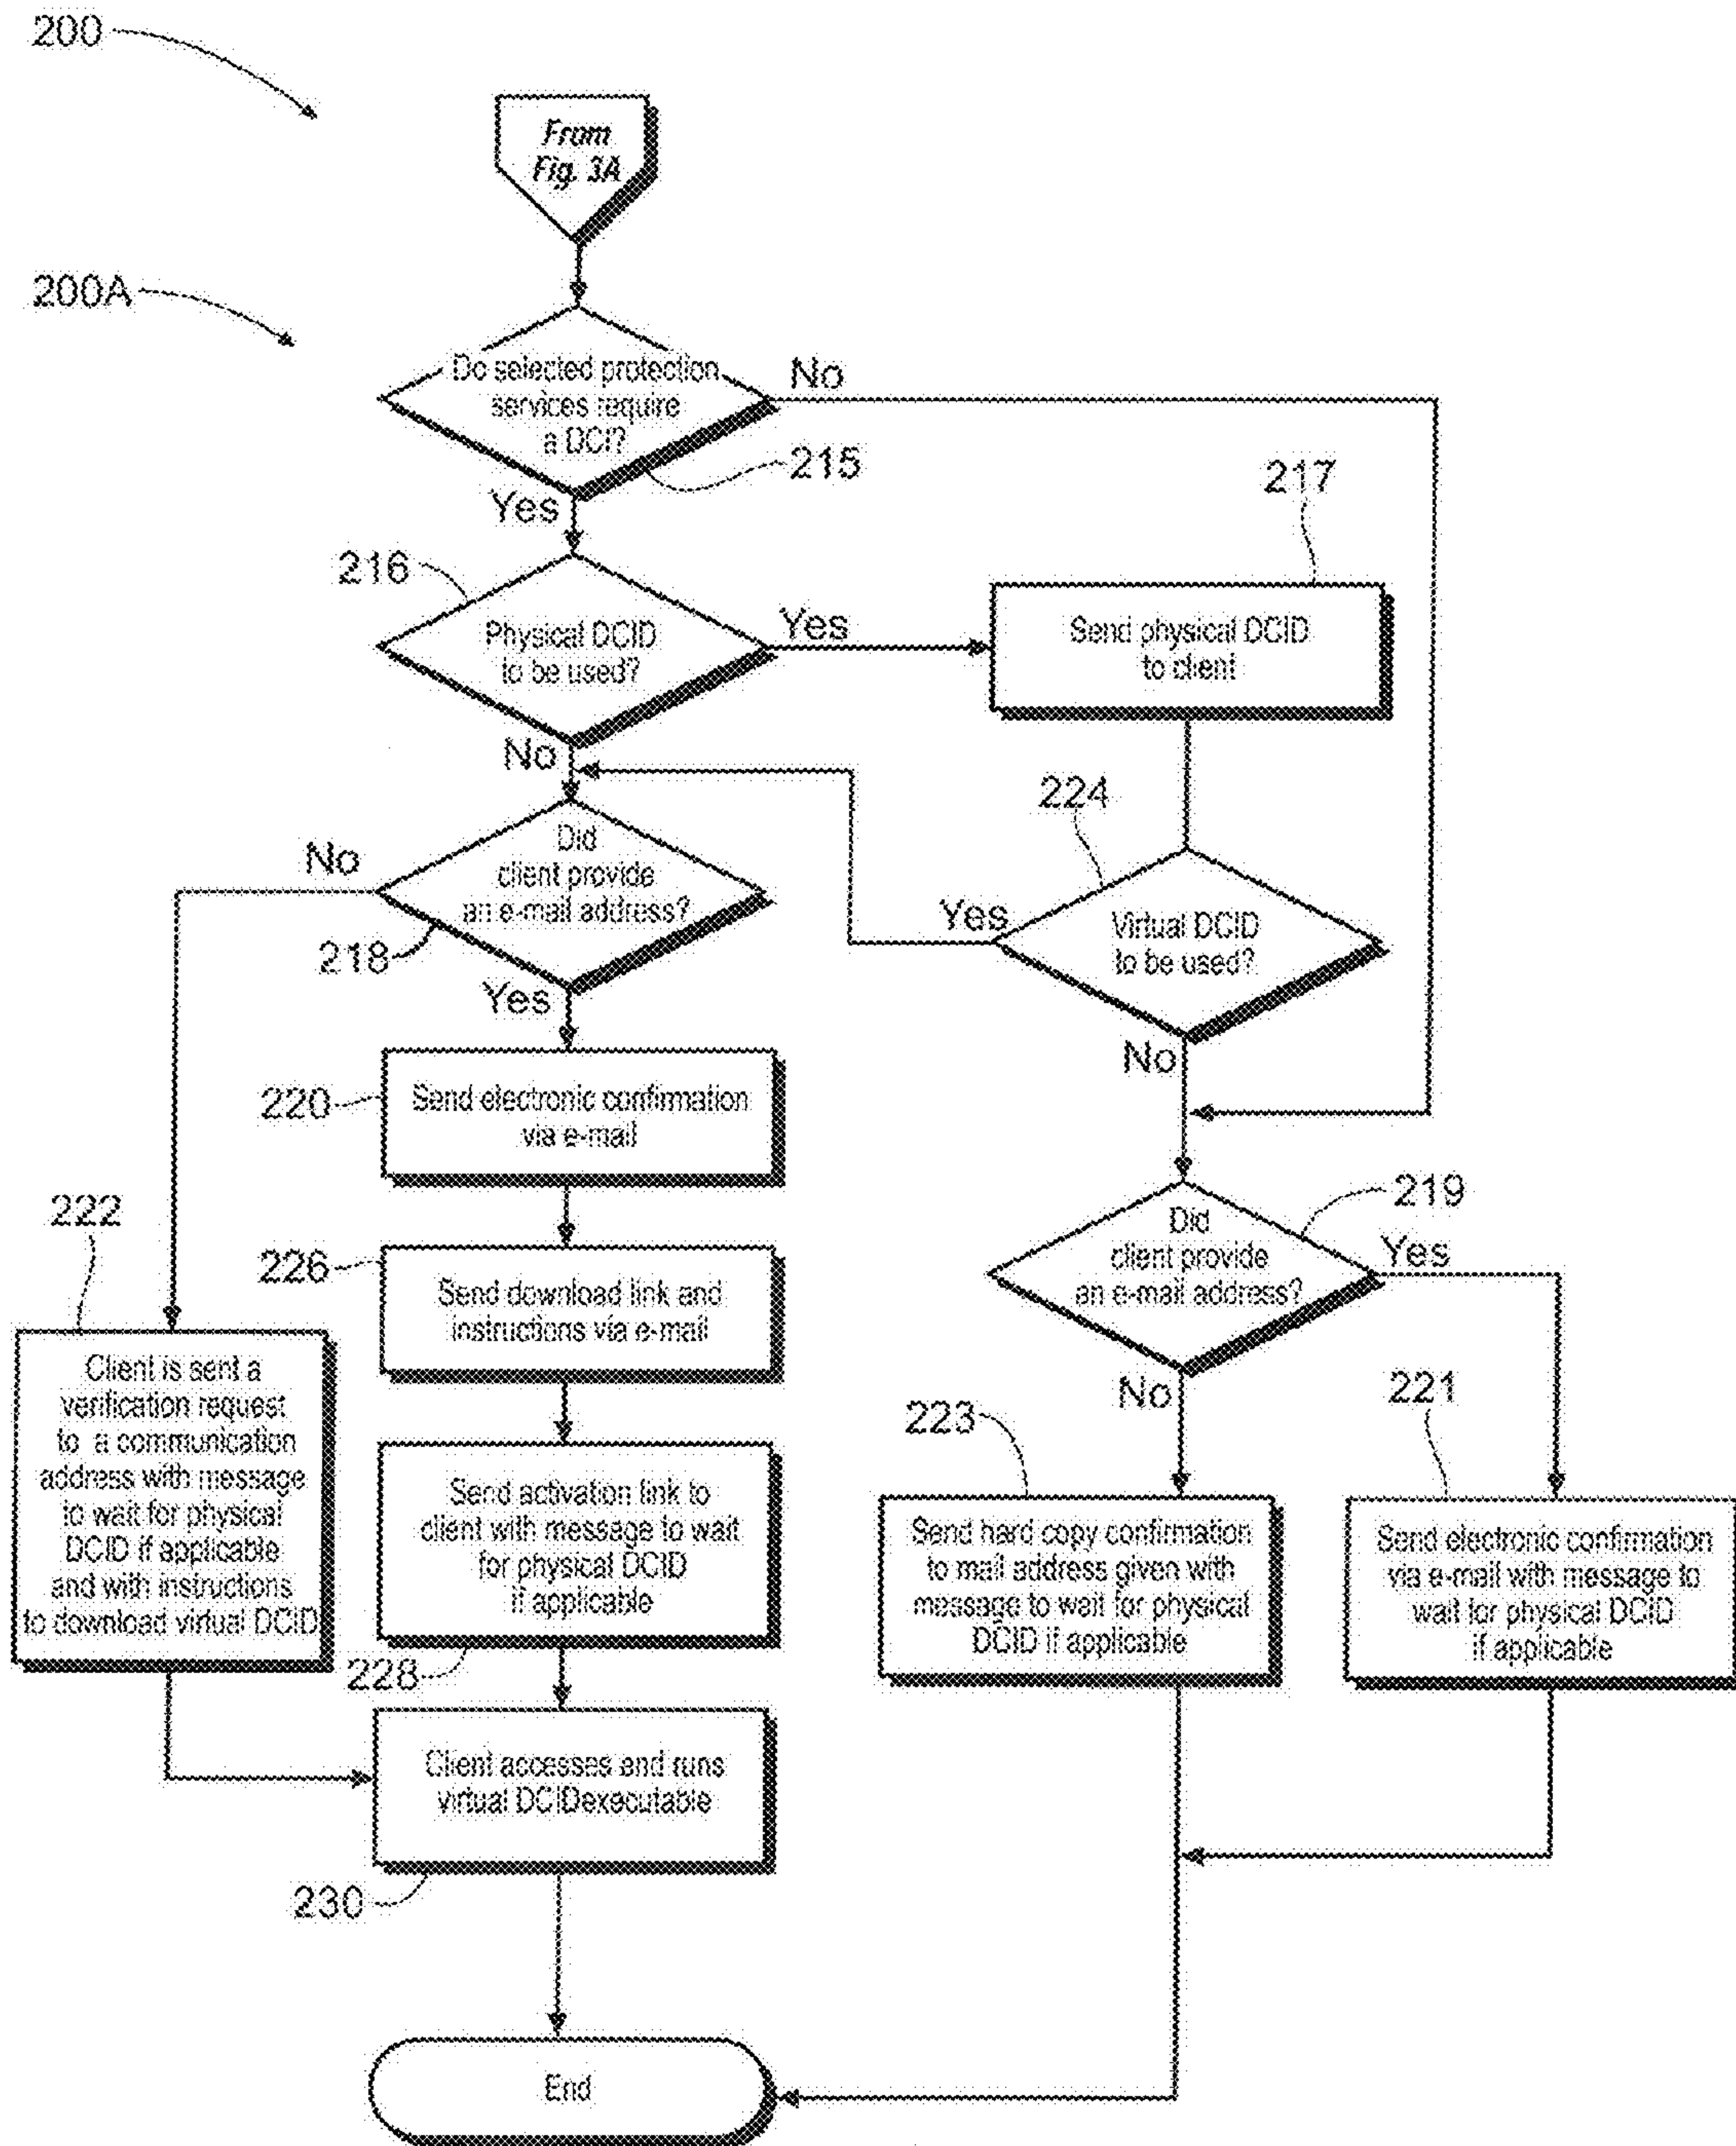 200
From
Fig. 3A
200A
Do selected protection
services require
a DCI?
No
215
Yes
217
216
Physical DCID
to be used?
Yes
Send physical DCID
to client
No
224
Did
client provide
an e-mail address?
No
218
Yes
Virtual DCID
to be used?
Yes
No
220
Send electronic confirmation
via e-mail
219
222
Did
client provide
an e-mail address?
Yes
226
Send download link and
instructions via e-mail
No
221
223
Client is sent a
verification request
to a communication
address with message
to wait for physical
DCID if applicable
and with instructions
to download virtual DCID
Send activation link to
client with message to wait
for physical DCID
if applicable
228
Send hard copy confirmation
to mail address given with
message to wait for physical
DCID if applicable
Send electronic confirmation
via e-mail with message to
wait for physical DCID
if applicable
Client accesses end runs
virtual DCIDexecutable
230
End